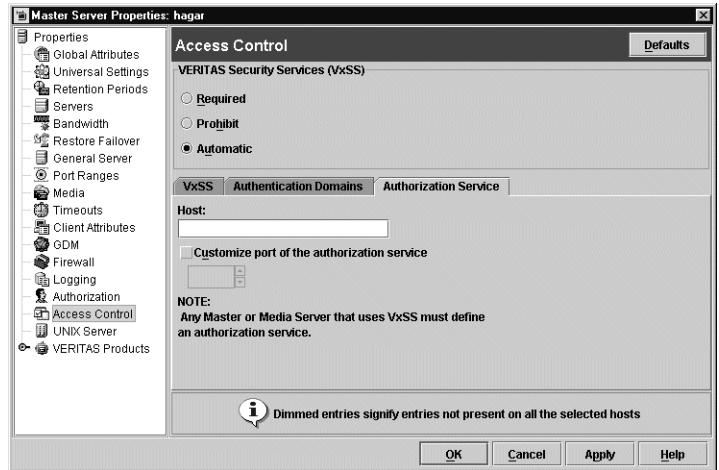 Master Server Properties: hagar
Properties
Global Attributes
Universal Settings
Retention Periods
Servers
Bandwidth
Restore Failover
General Server
Port Ranges
Media
Timeouts
Client Attributes
GDM
Firewall
Logging
Authorization
Access Control
UNIX Server
VERITAS Products
Access Control
Defaults
VERITAS Security Services (VxSS)
Required
Prohibit
Automatic
VxSS
Authentication Domains
Authorization Service
Host:
Customize port of the authorization service
NOTE:
Any Master or Media Server that uses VxSS must define
an authorization service.
Dimmed entries signify entries not present on all the selected hosts
OK
Cancel
Apply
Help